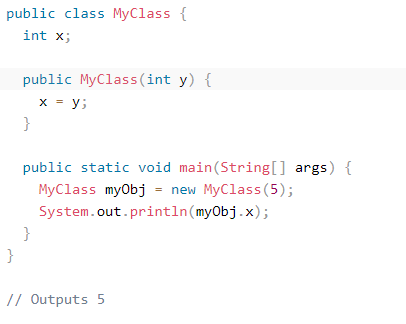 public class MyClass {
  int x;

  public MyClass(int y) {
    x = y;
  }

  public static void main(String[] args) {
    MyClass myObj = new MyClass(5);
    System.out.println(myObj.x);
  }
}

// Outputs 5